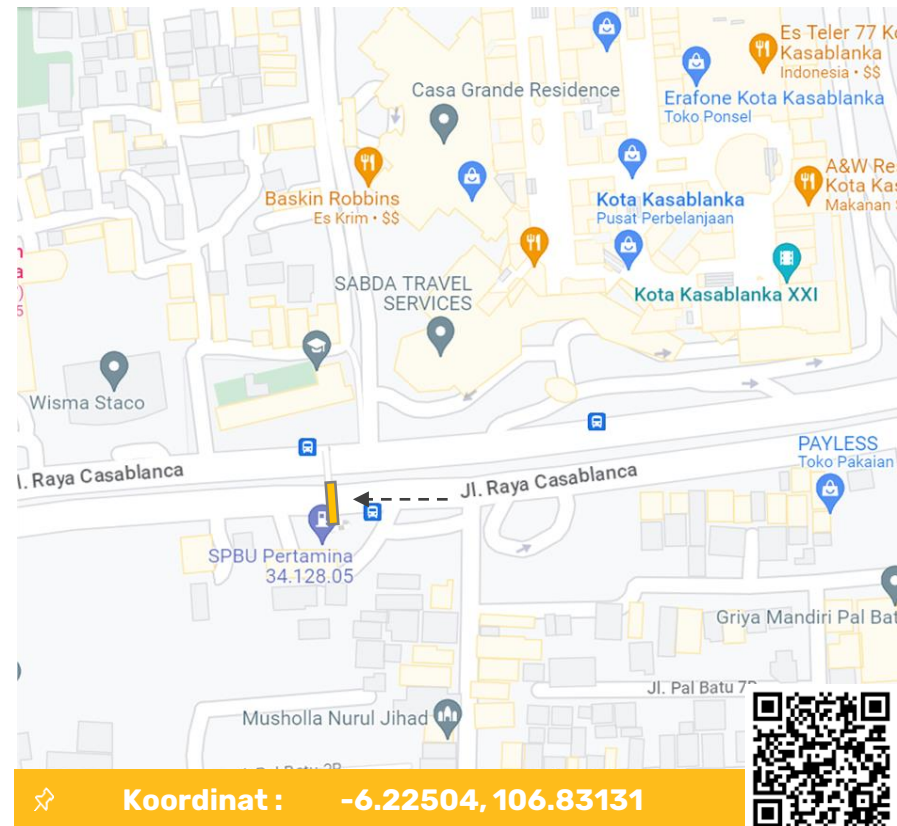 Es Teler 77 Ko
Kasablanka
Indonesia • $$
Casa Grande Residence
Erafone Kota Kasablanka
Toko Ponsel
A&W Re
Kota Kas
Makanan
Baskin Robbins
Es Krim • $$
Kota Kasablanka
Pusat Perbelanjaan
SABDA TRAVEL
SERVICES
Kota Kasablanka XXI
Wisma Staco
PAYLESS
Toko Pakaian
l. Raya Casablanca
Jl. Raya Casablanca
SPBU Pertamina
34.128.05
Griya Mandiri Pal Bat
Jl. Pal Batu 7
Musholla Nurul Jihad
Koordinat : -6.22504, 106.83131